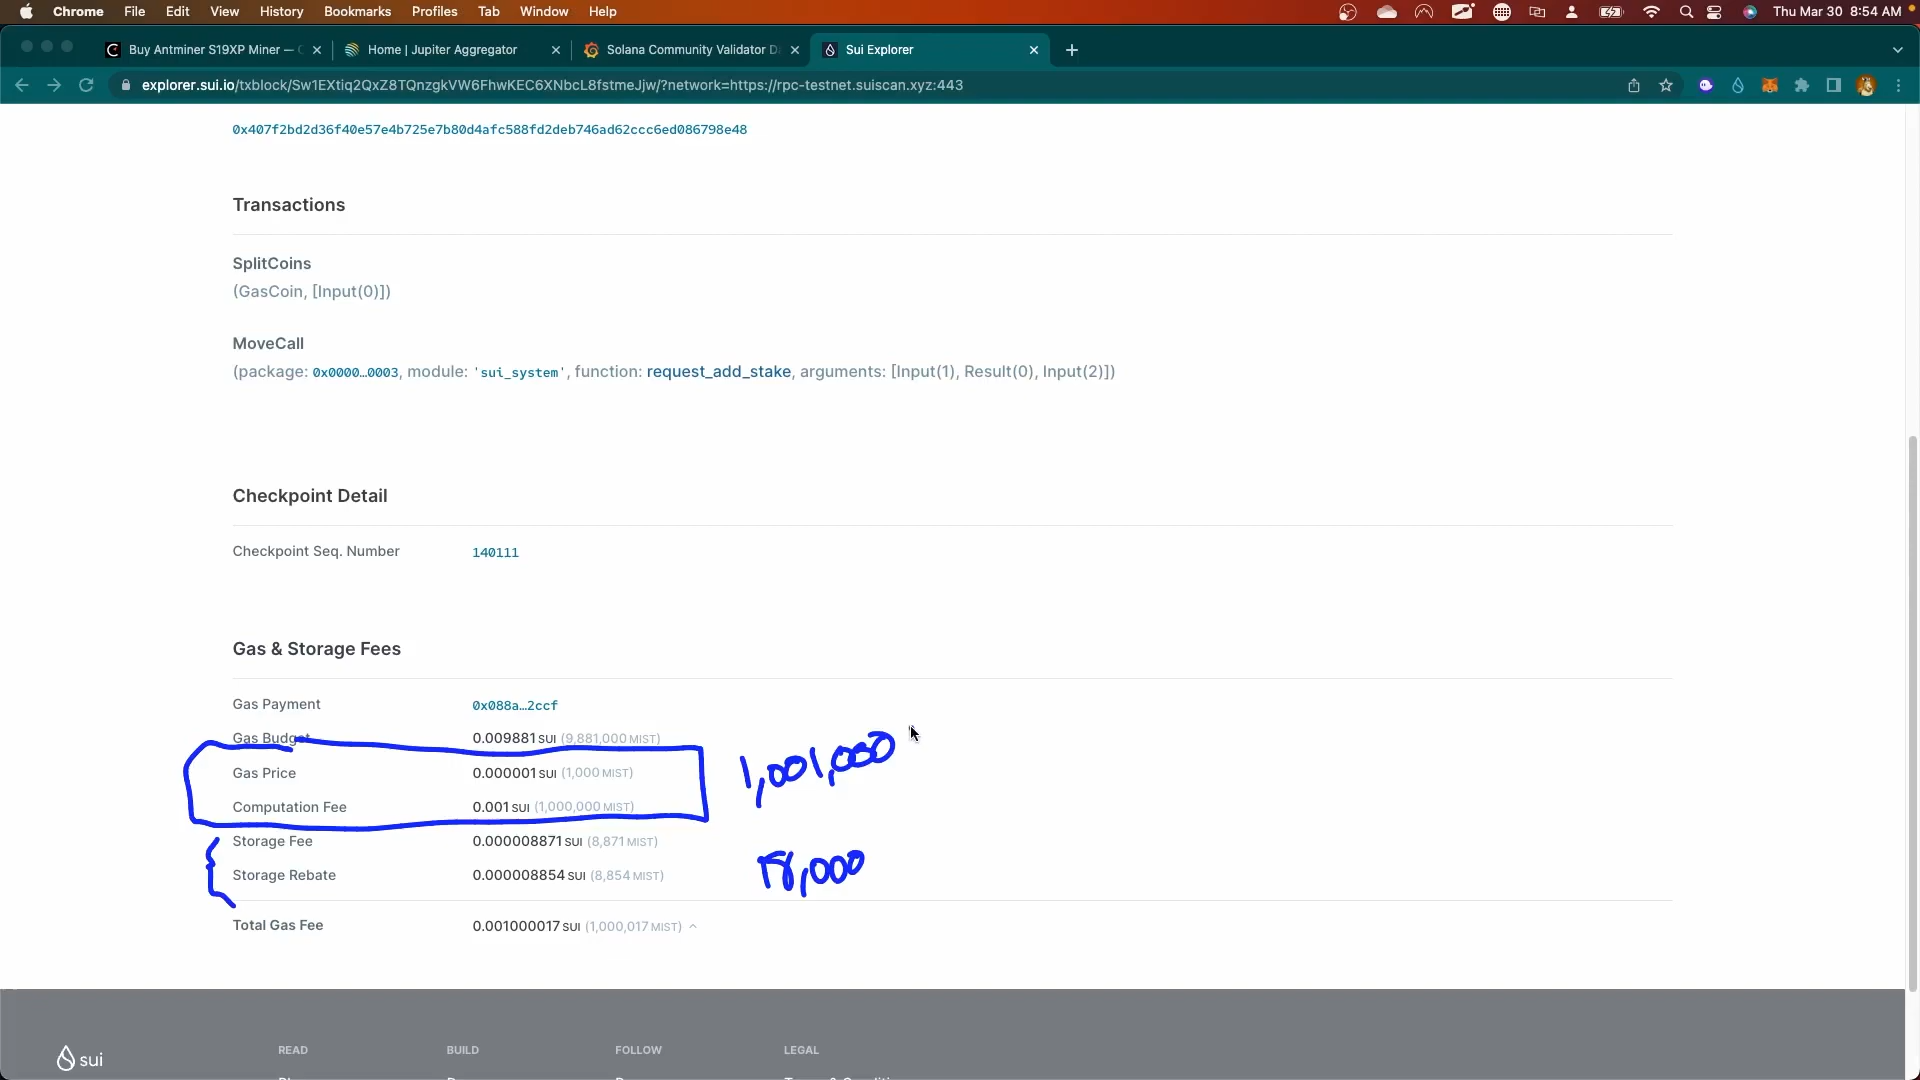 Chrome File Edit View History Bookmarks Profiles Tab Window Help Thu Mar 30 8:54 AM
Buy Antminer S19XP Miner — Home | Jupiter Aggregator Solana Community Validator D Sui Explorer
explorer.sui.io/txblock/Sw1EXtiq2QxZ8TQnzgkVW6FhwKEC6XNbcL8fstmeJjw/?network=https://rpc-testnet.suiscan.xyz:443
0x407f2bd2d36f40e57e4b725e7b80d4afc588fd2deb746ad62ccc6ed086798e48
Transactions
SplitCoins
(GasCoin, [Input(0)])
MoveCall
(package: 0x0000…0003, module: 'sui_system', function: request_add_stake, arguments: [Input(1), Result(0), Input(2)])
Checkpoint Detail
Checkpoint Seq. Number 140111
Gas & Storage Fees
Gas Payment 0x088a…2ccf
Gas Budget 0.009881 SUI (9,881,000 MIST)
Gas Price 0.000001 SUI (1,000 MIST)
1,001,000
Computation Fee 0.001 SUI (1,000,000 MIST)
Storage Fee 0.000008871 SUI (8,871 MIST)
18,000
Storage Rebate 0.000008854 SUI (8,854 MIST)
Total Gas Fee 0.001000017 SUI (1,000,017 MIST)
sui READ BUILD FOLLOW LEGAL